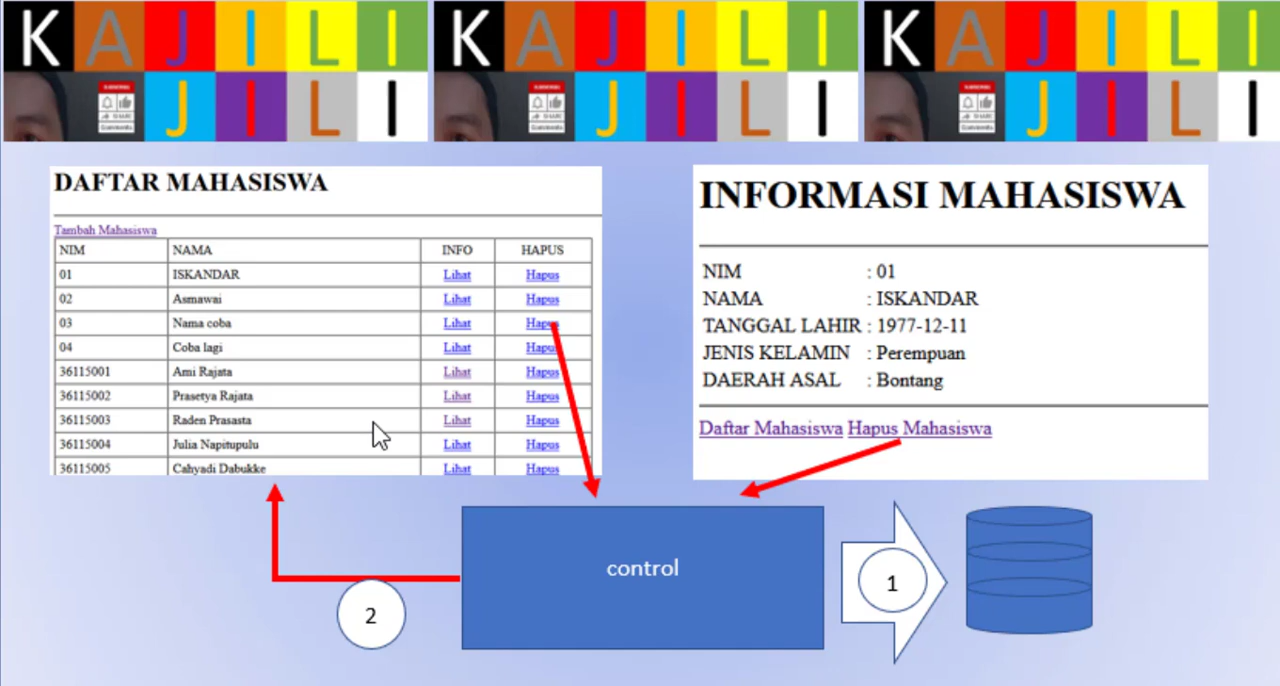 KAJILI KAJILI KAJILI
JILI JILI JILI
DAFTAR MAHASISWA
Tambah Mahasiswa
NIM NAMA INFO HAPUS
01 ISKANDAR Lihat Hapus
02 Asmawai Lihat Hapus
03 Nama coba Lihat Hapus
04 Coba lagi Lihat Hapus
36115001 Ami Rajata Lihat Hapus
36115002 Prasetya Rajata Lihat Hapus
36115003 Raden Prasasta Lihat Hapus
36115004 Julia Napitupulu Lihat Hapus
36115005 Cahyadi Dabukke Lihat Hapus
INFORMASI MAHASISWA
NIM : 01
NAMA : ISKANDAR
TANGGAL LAHIR : 1977-12-11
JENIS KELAMIN : Perempuan
DAERAH ASAL : Bontang
Daftar Mahasiswa Hapus Mahasiswa
control
1
2